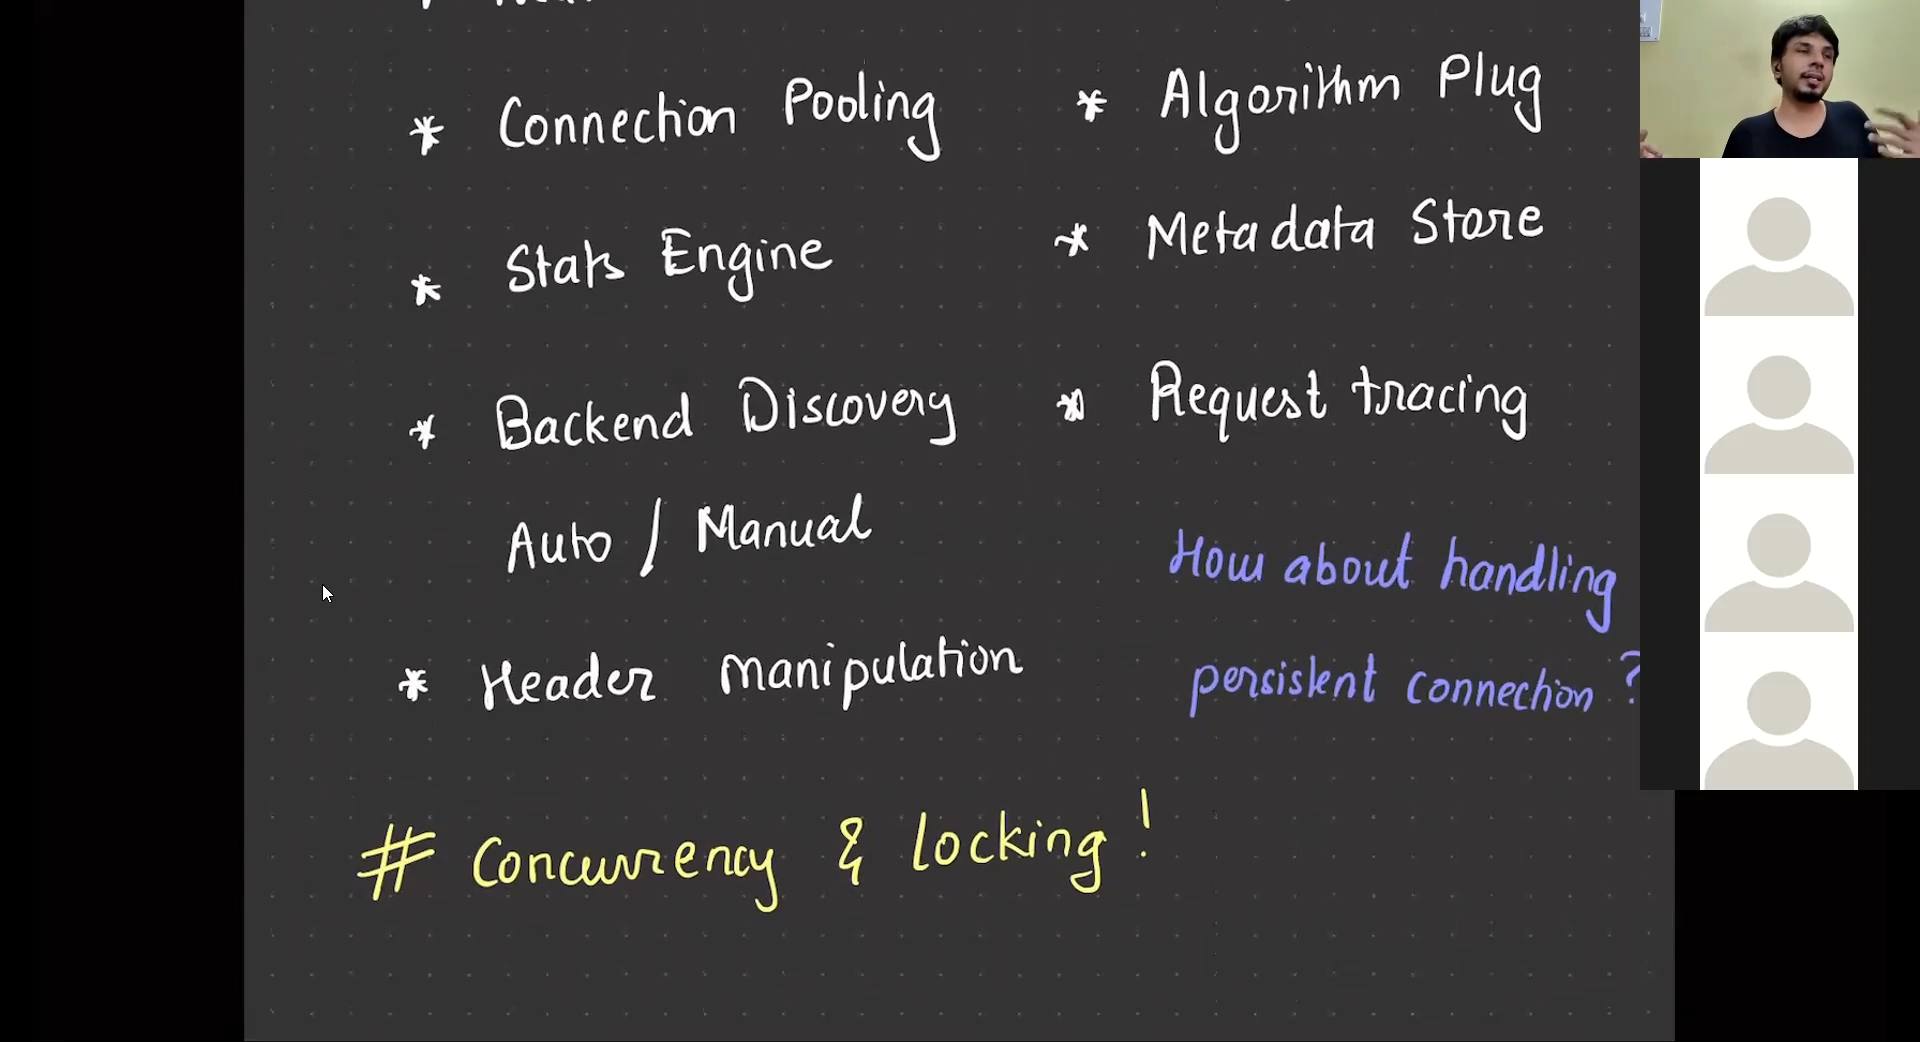 * Connection Pooling
* Stats Engine
* Backend Discovery
Auto / Manual
* Header manipulation
* Algorithm Plug
* Metadata Store
* Request tracing
How about handling
persistent connection ?
# Concurrency & locking !